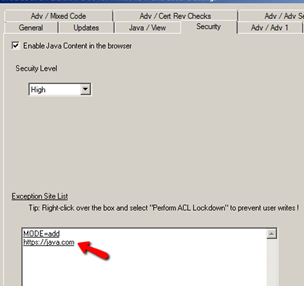 Adv / Mixed Code Adv / Cert Rev Checks Adv / Adv Se
General Updates Java / View Security Adv / Adv 1
Enable Java Content in the browser
Secuity Level
High
Exception Site List
Tip: Right-click over the box and select "Perform ACL Lockdown" to prevent user writes !
MODE=add
https://java.com